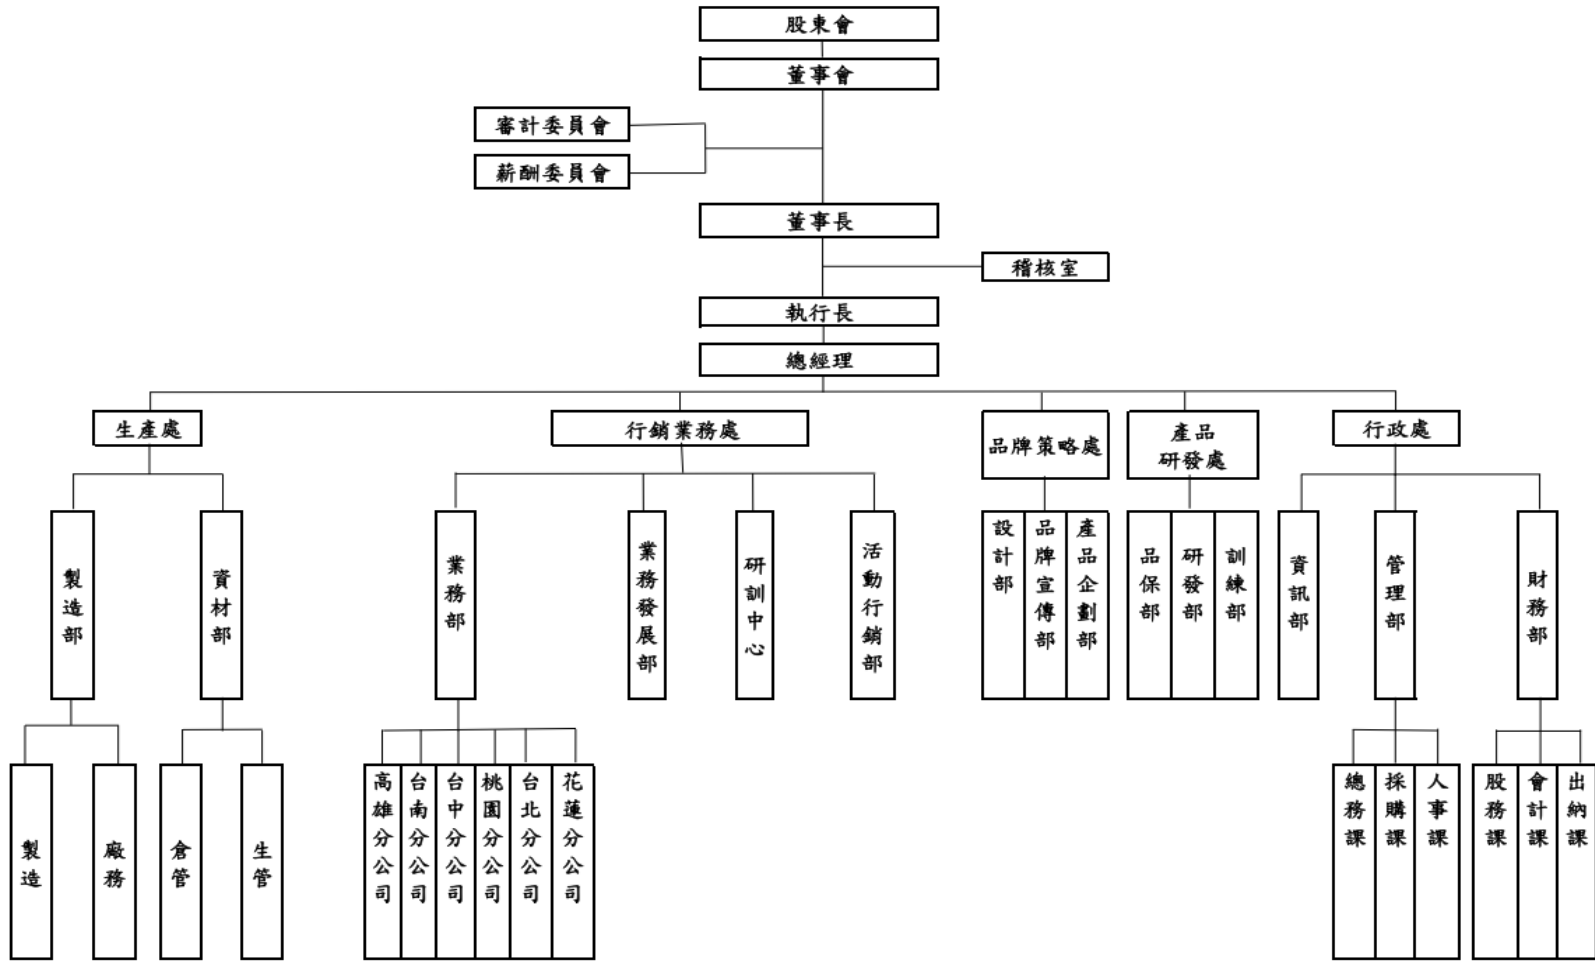 股東會
董事會
審計委員會
薪酬委員會
董事長
稽核室
執行長
總經理
生產處
行銷業務處
品牌策略處
產品
研發處
行政處
製造部
資材部
業務部
業務發展部
研訓中心
活動行銷部
設計部
品牌宣傳部
產品企劃部
品保部
研發部
訓練部
資訊部
管理部
財務部
製造
廠務
倉管
生管
高雄分公司
台南分公司
台中分公司
桃園分公司
台北分公司
花蓮分公司
總務課
採購課
人事課
股務課
會計課
出納課